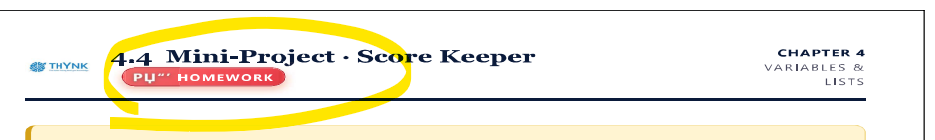 THYNK
4.4 Mini-Project · Score Keeper
HOMEWORK
CHAPTER 4
VARIABLES &
LISTS